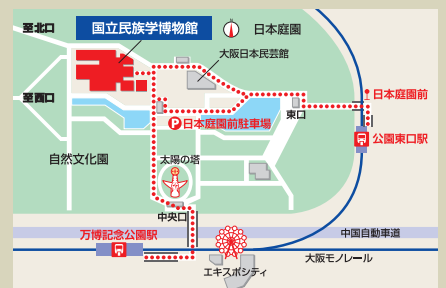 至北口
国立民族学博物館
日本庭園
大阪日本民芸館
至西口
日本庭園前
東口
P日本庭園前駐車場
公園東口駅
自然文化園
太陽の塔
中央口
万博記念公園駅
中国自動車道
エキスポシティ
大阪モノレール